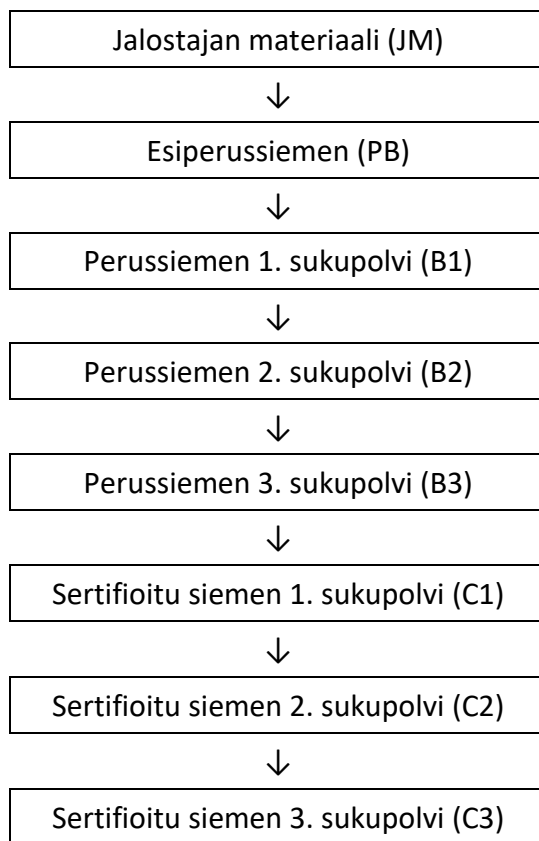 Jalostajan materiaali (JM)
↓
Esiperussiemen (PB)
↓
Perussiemen 1. sukupolvi (B1)
↓
Perussiemen 2. sukupolvi (B2)
↓
Perussiemen 3. sukupolvi (B3)
↓
Sertifioitu siemen 1. sukupolvi (C1)
↓
Sertifioitu siemen 2. sukupolvi (C2)
↓
Sertifioitu siemen 3. sukupolvi (C3)